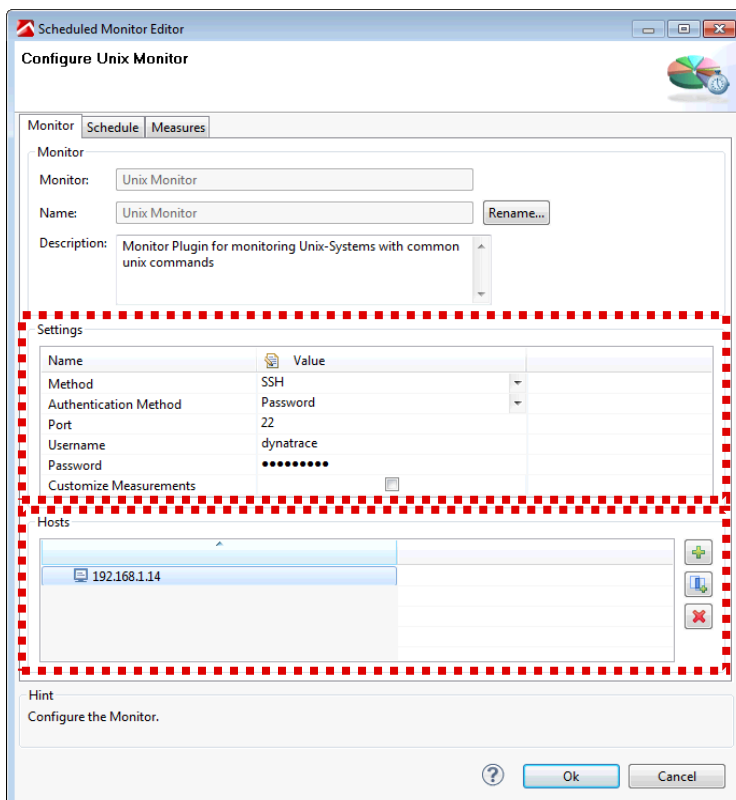 Scheduled Monitor Editor
Configure Unix Monitor
Monitor Schedule Measures
Monitor
Monitor: Unix Monitor
Name: Unix Monitor Rename...
Description: Monitor Plugin for monitoring Unix-Systems with common
unix commands
Settings
Name Value
Method SSH
Authentication Method Password
Port 22
Username dynatrace
Password •••••••••
Customize Measurements
Hosts
192.168.1.14
Hint
Configure the Monitor.
? Ok Cancel